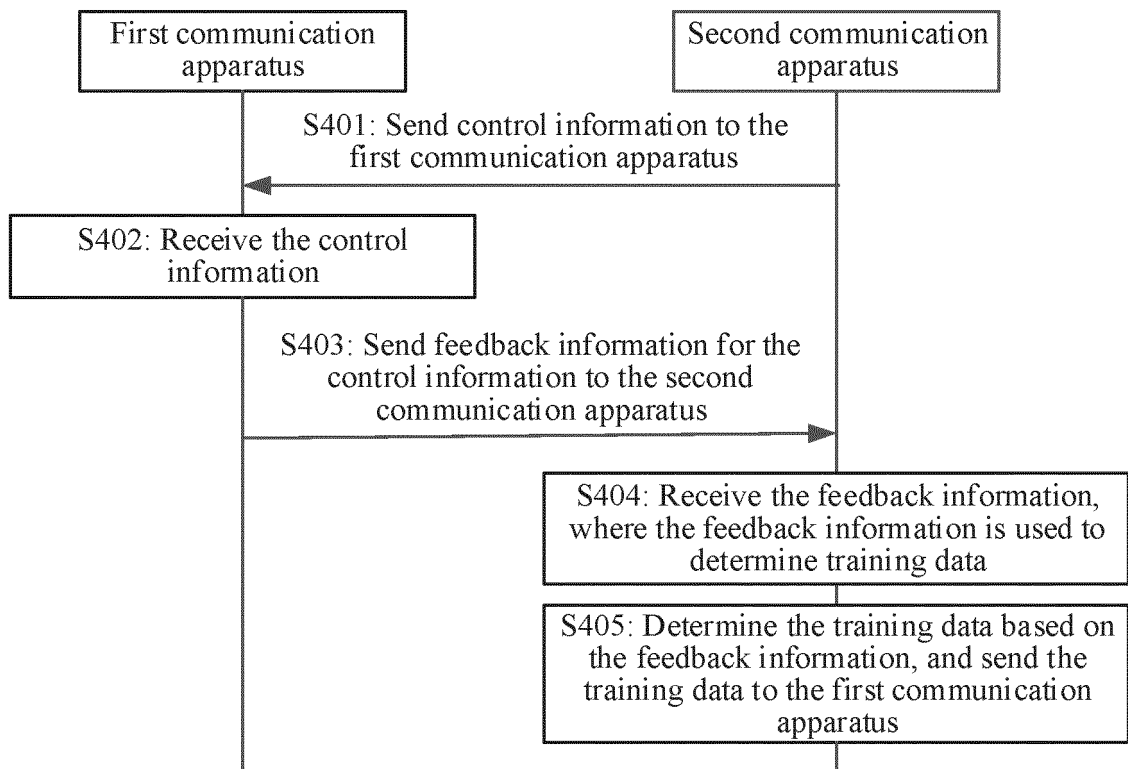 First communication
apparatus
Second communication
apparatus
S401: Send control information to the
first communication apparatus
S402: Receive the control
information
S403: Send feedback information for the
control information to the second
communication apparatus
S404: Receive the feedback information,
where the feedback information is used to
determine training data
S405: Determine the training data based on
the feedback information, and send the
training data to the first communication
apparatus